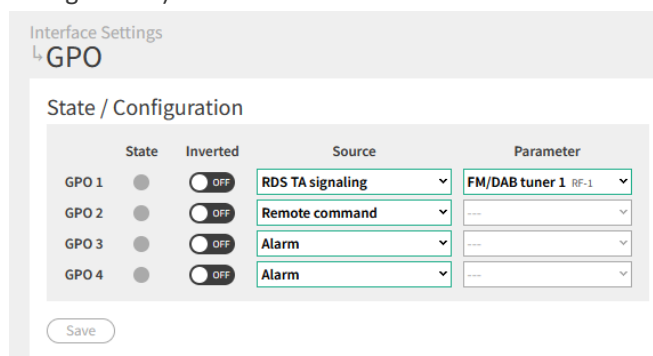 Interface Settings
↳GPO
State / Configuration
State Inverted Source Parameter
GPO 1 OFF RDS TA signaling FM/DAB tuner 1 RF-1
GPO 2 OFF Remote command ---
GPO 3 OFF Alarm ---
GPO 4 OFF Alarm ---
Save